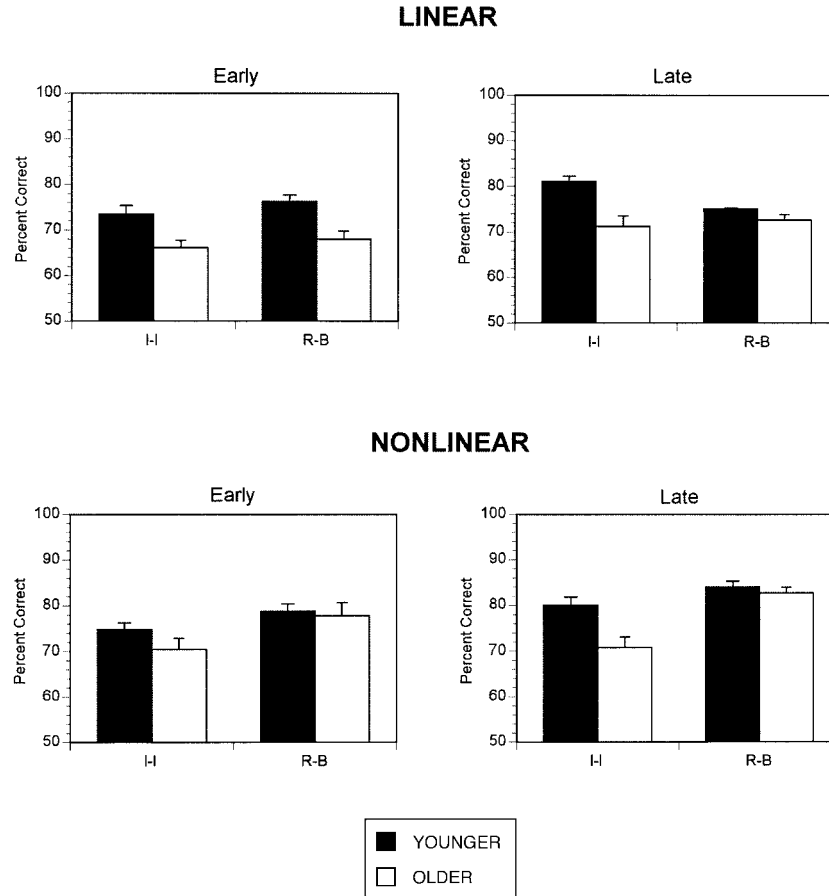 LINEAR
Early
Late
100
90
80
70
60
50
Percent Correct
I-I
R-B
100
90
80
70
60
50
Percent Correct
I-I
R-B
NONLINEAR
Early
Late
100
90
80
70
60
50
Percent Correct
I-I
R-B
100
90
80
70
60
50
Percent Correct
I-I
R-B
YOUNGER
OLDER